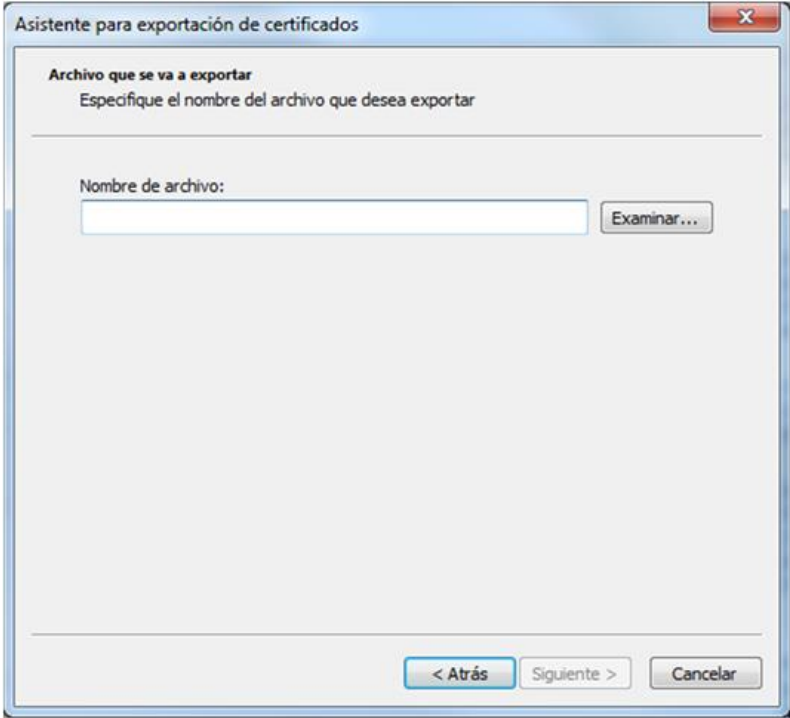 Asistente para exportación de certificados
Archivo que se va a exportar
Especifique el nombre del archivo que desea exportar
Nombre de archivo:
Examinar...
< Atrás
Siguiente >
Cancelar